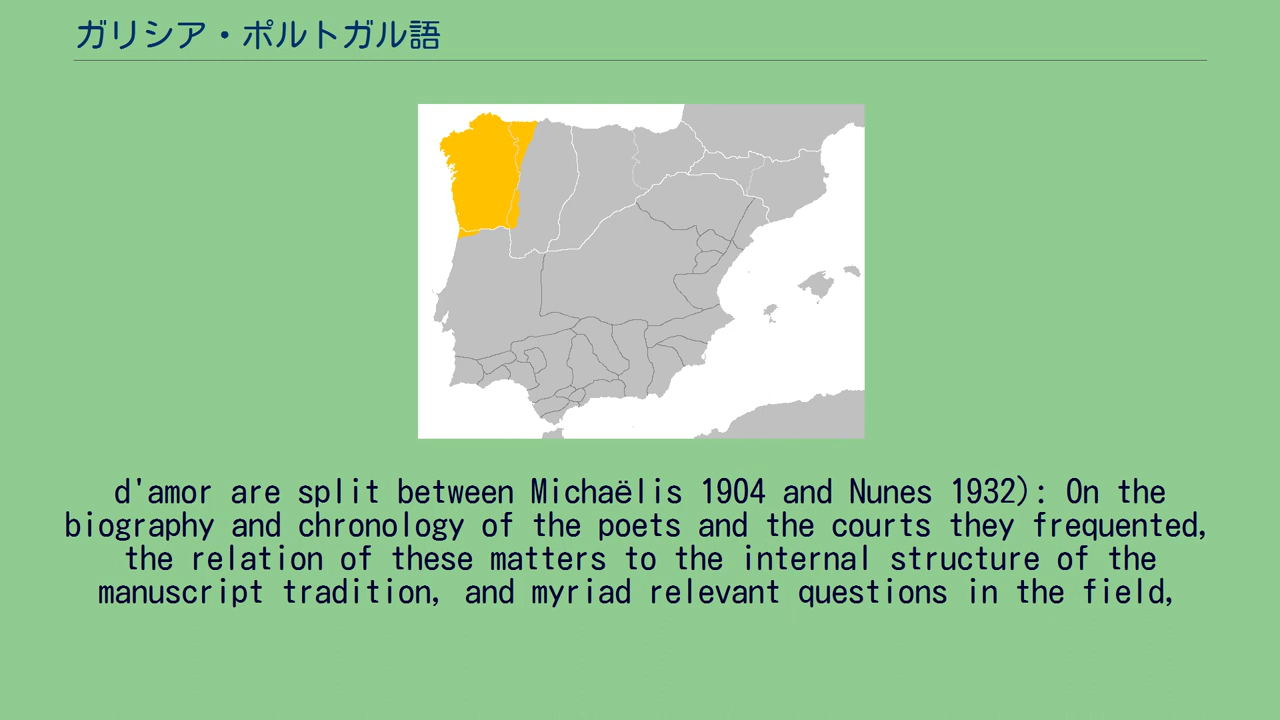 ガリシア・ポルトガル語
d'amor are split between Michaëlis 1904 and Nunes 1932): On the
biography and chronology of the poets and the courts they frequented,
the relation of these matters to the internal structure of the
manuscript tradition, and myriad relevant questions in the field,